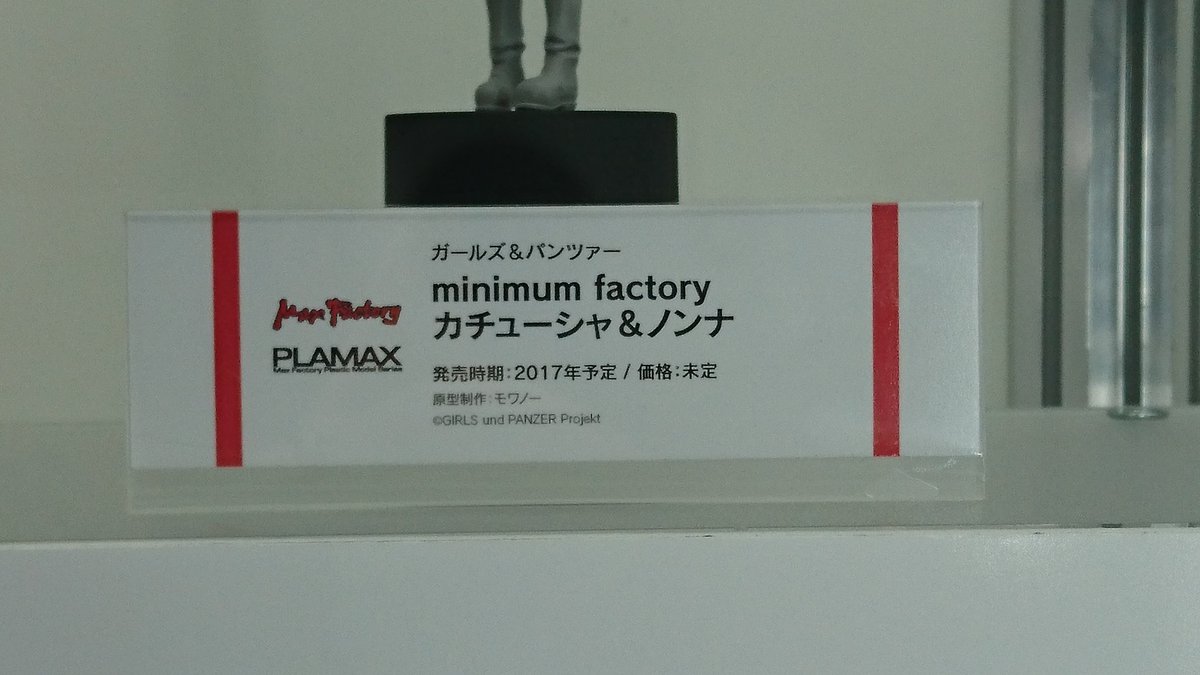 Max Factory
PLAMAX
Max Factory Plastic Model Series
ガールズ&パンツァー
minimum factory
カチューシャ&ノンナ
発売時期:2017年予定 / 価格:未定
原型制作:モワノー
©GIRLS und PANZER Projekt